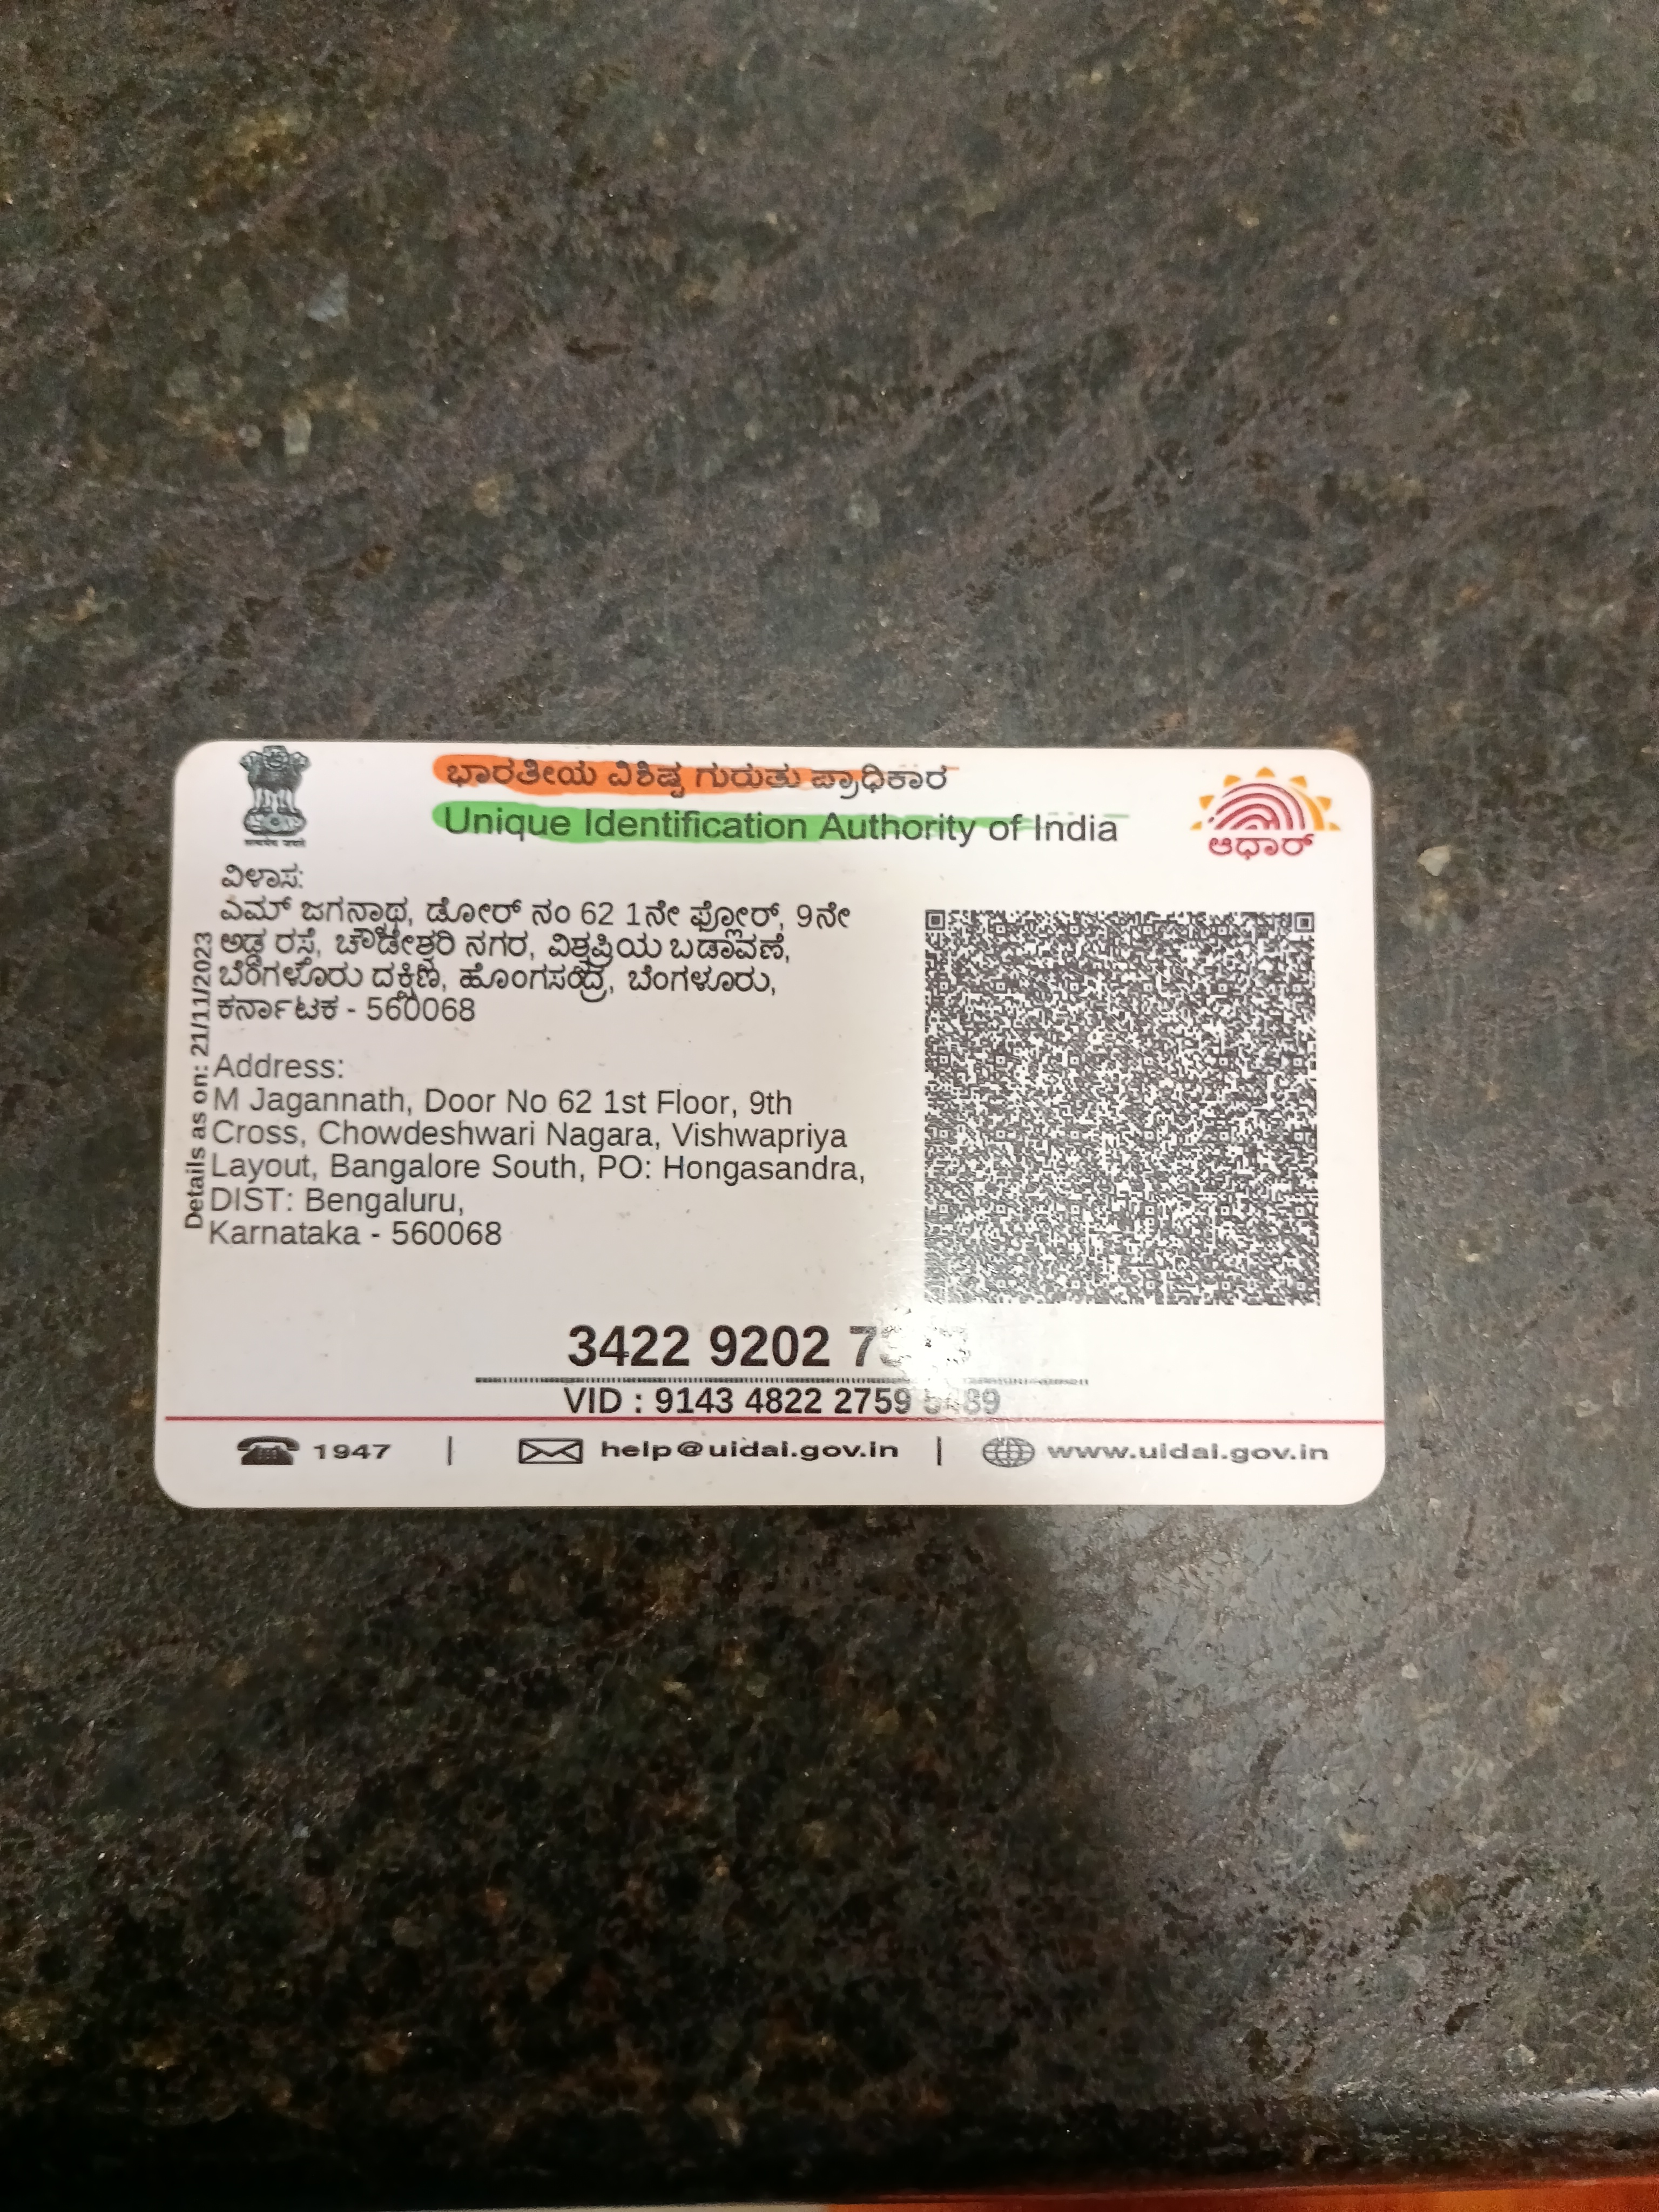 ಭಾರತೀಯ ವಿಶಿಷ್ಟ ಗುರುತು ಪ್ರಾಧಿಕಾರ
Unique Identification Authority of India
ಆಧಾರ್
ವಿಳಾಸ:
ಎಮ್ ಜಗನ್ನಾಥ, ಡೋರ್ ನಂ 62 1ನೇ ಫ್ಲೋರ್, 9ನೇ
ಅಡ್ಡ ರಸ್ತೆ, ಚೌಡೇಶ್ವರಿ ನಗರ, ವಿಶ್ವಪ್ರಿಯ ಬಡಾವಣೆ,
ಬೆಂಗಳೂರು ದಕ್ಷಿಣ, ಹೊಂಗಸಂದ್ರ, ಬೆಂಗಳೂರು,
ಕರ್ನಾಟಕ - 560068
Details as on: 21/11/2023
Address:
M Jagannath, Door No 62 1st Floor, 9th
Cross, Chowdeshwari Nagara, Vishwapriya
Layout, Bangalore South, PO: Hongasandra,
DIST: Bengaluru,
Karnataka - 560068
3422 9202
VID : 9143 4822 2759
1947 | help@uidai.gov.in | www.uidai.gov.in